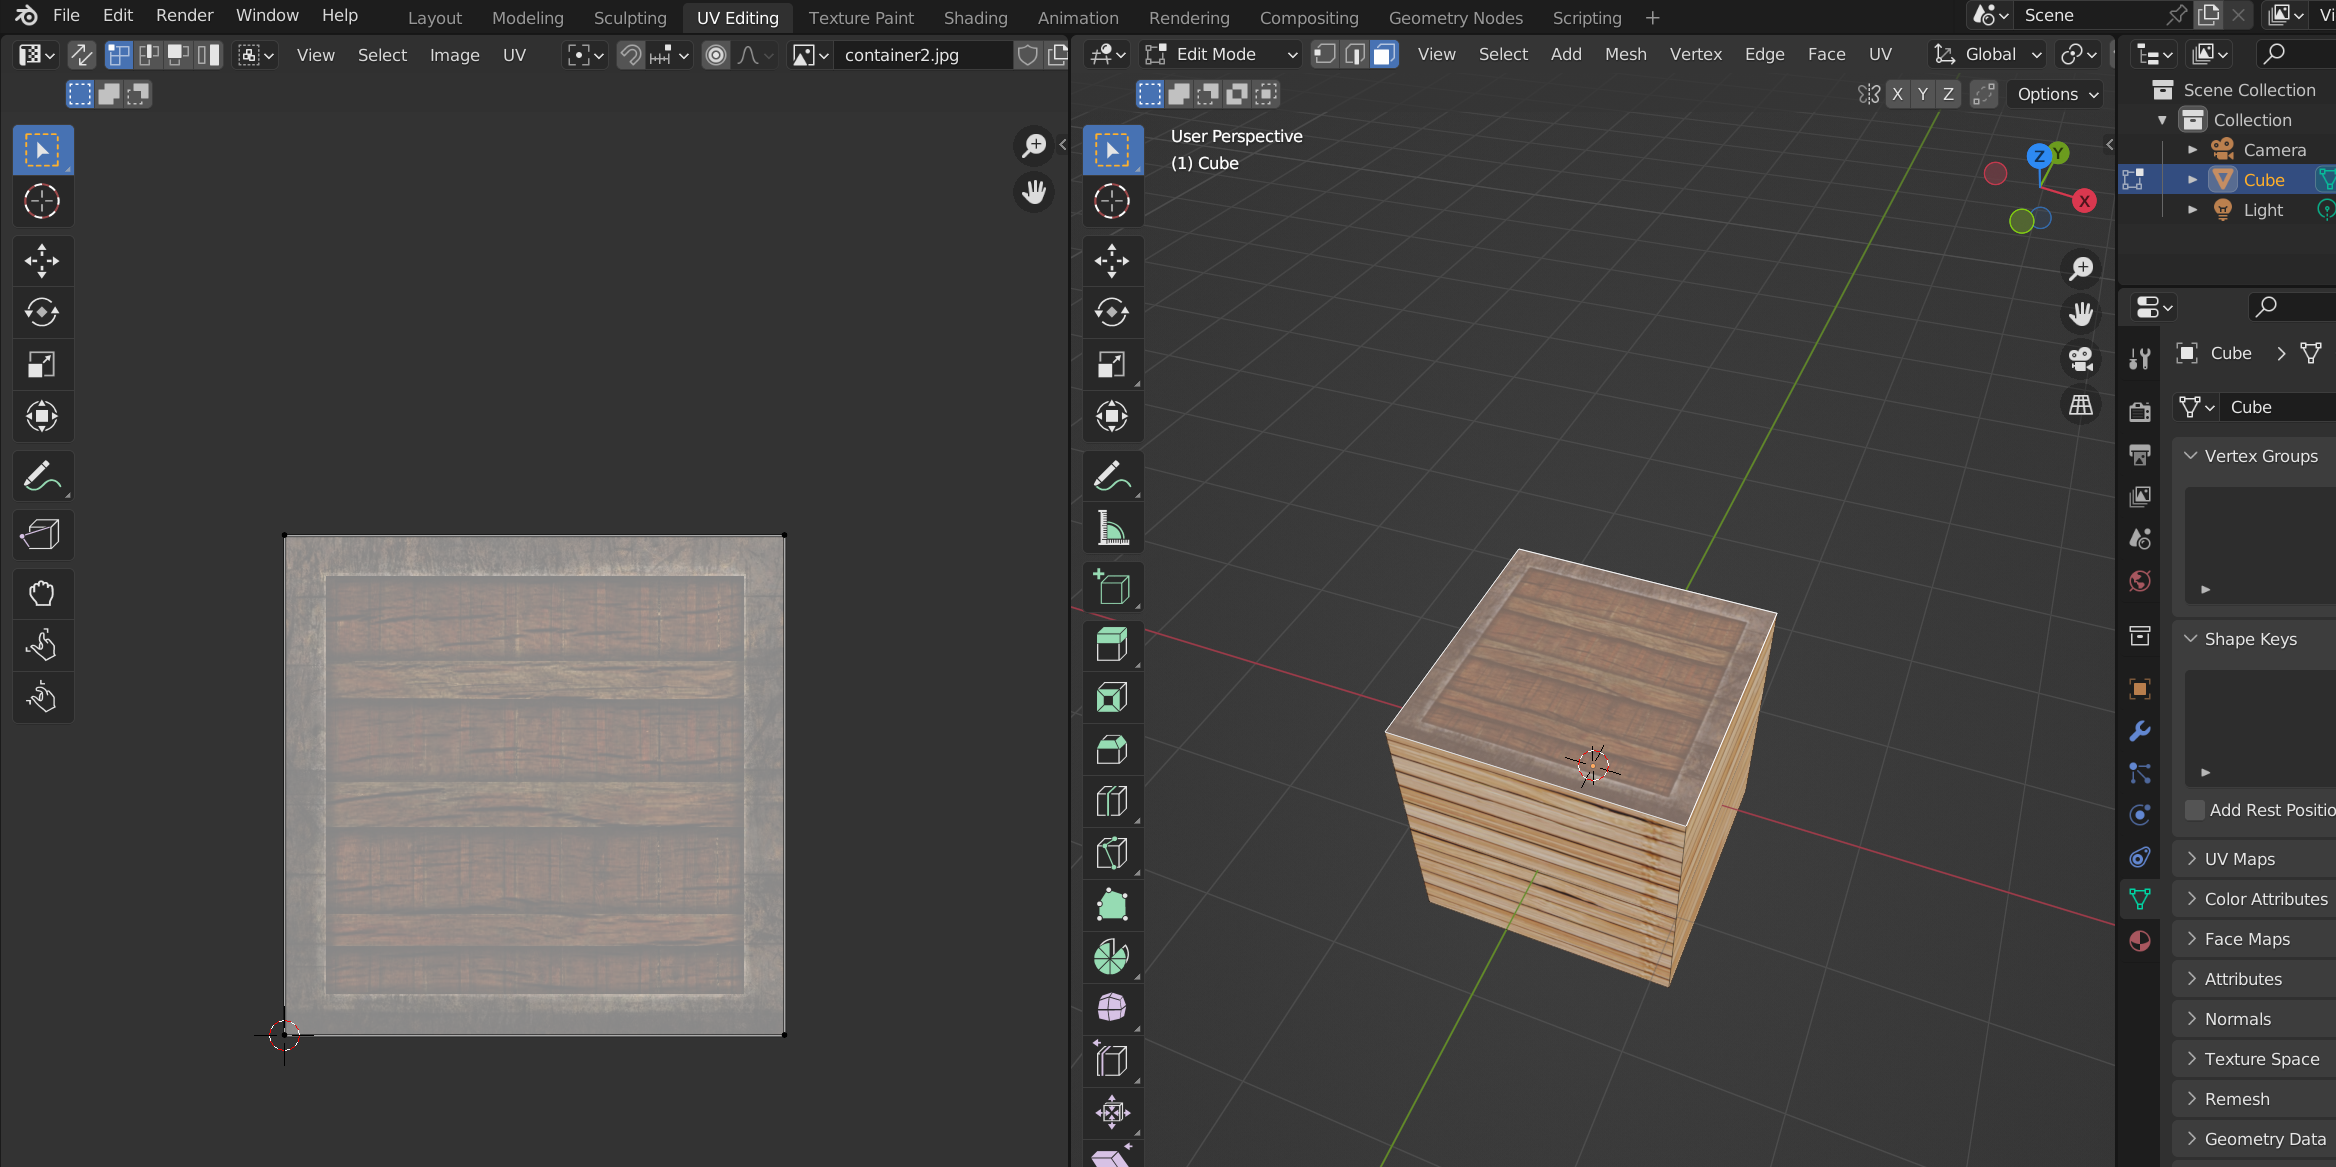 File Edit Render Window Help Layout Modeling Sculpting UV Editing Texture Paint Shading Animation Rendering Compositing Geometry Nodes Scripting + Scene Vi
View Select Image UV container2.jpg Edit Mode View Select Add Mesh Vertex Edge Face UV Global
X Y Z Options
User Perspective
(1) Cube
Z Y X
Scene Collection
Collection
Camera
Cube
Light
Cube
Cube
Vertex Groups
Shape Keys
Add Rest Positio
UV Maps
Color Attributes
Face Maps
Attributes
Normals
Texture Space
Remesh
Geometry Data